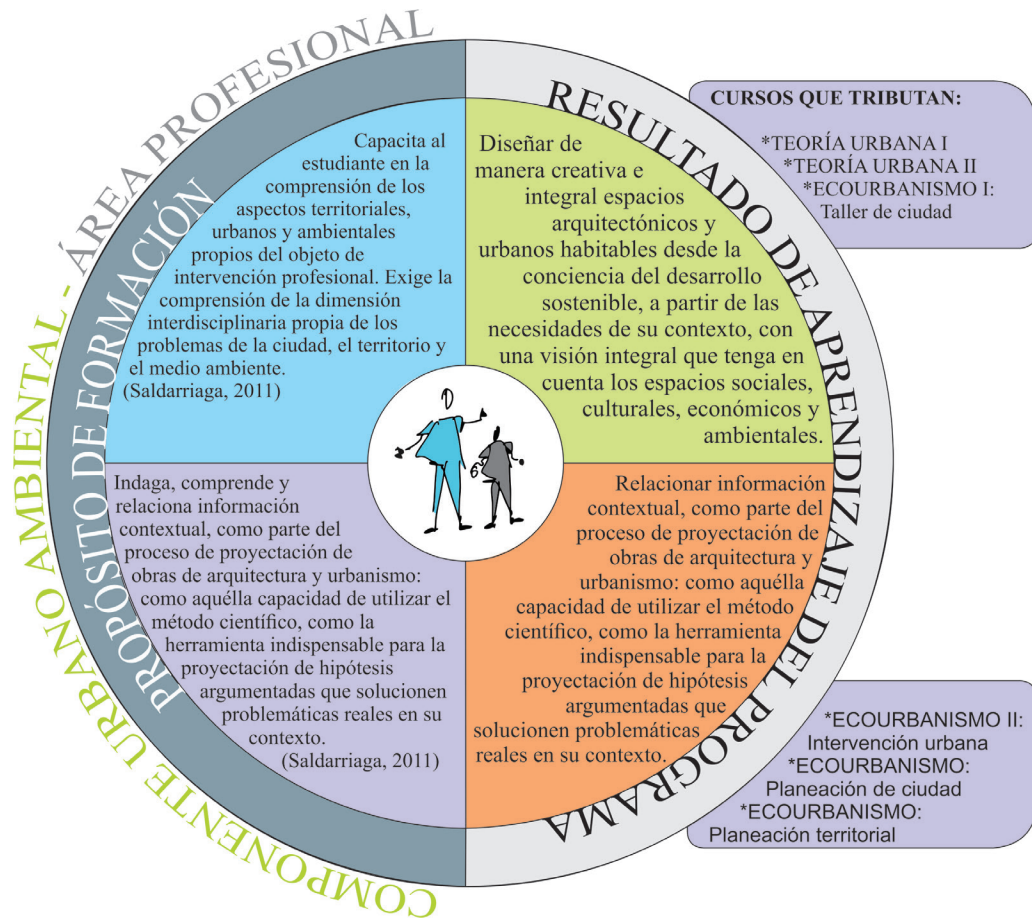 COMPONENTE URBANO AMBIENTAL - ÁREA PROFESIONAL
PROPÓSITO DE FORMACIÓN
Capacita al
estudiante en la
comprensión de los
aspectos territoriales,
urbanos y ambientales
propios del objeto de
intervención profesional. Exige la
comprensión de la dimensión
interdisciplinaria propia de los
problemas de la ciudad, el territorio y
el medio ambiente.
(Saldarriaga, 2011)
Indaga, comprende y
relaciona información
contextual, como parte del
proceso de proyectación de
obras de arquitectura y urbanismo:
como aquélla capacidad de utilizar el
método científico, como la
herramienta indispensable para la
proyectación de hipótesis
argumentadas que solucionen
problemáticas reales en su
contexto.
(Saldarriaga, 2011)
RESULTADO DE APRENDIZAJE DEL PROGRAMA
Diseñar de
manera creativa e
integral espacios
arquitectónicos y
urbanos habitables desde la
conciencia del desarrollo
sostenible, a partir de las
necesidades de su contexto, con
una visión integral que tenga en
cuenta los espacios sociales,
culturales, económicos y
ambientales.
Relacionar información
contextual, como parte del
proceso de proyectación de
obras de arquitectura y
urbanismo: como aquélla
capacidad de utilizar el método
científico, como la herramienta
indispensable para la
proyectación de hipótesis
argumentadas que
solucionen problemáticas
reales en su contexto.
CURSOS QUE TRIBUTAN:
*TEORÍA URBANA I
*TEORÍA URBANA II
*ECOURBANISMO I:
Taller de ciudad
*ECOURBANISMO II:
Intervención urbana
*ECOURBANISMO:
Planeación de ciudad
*ECOURBANISMO:
Planeación territorial